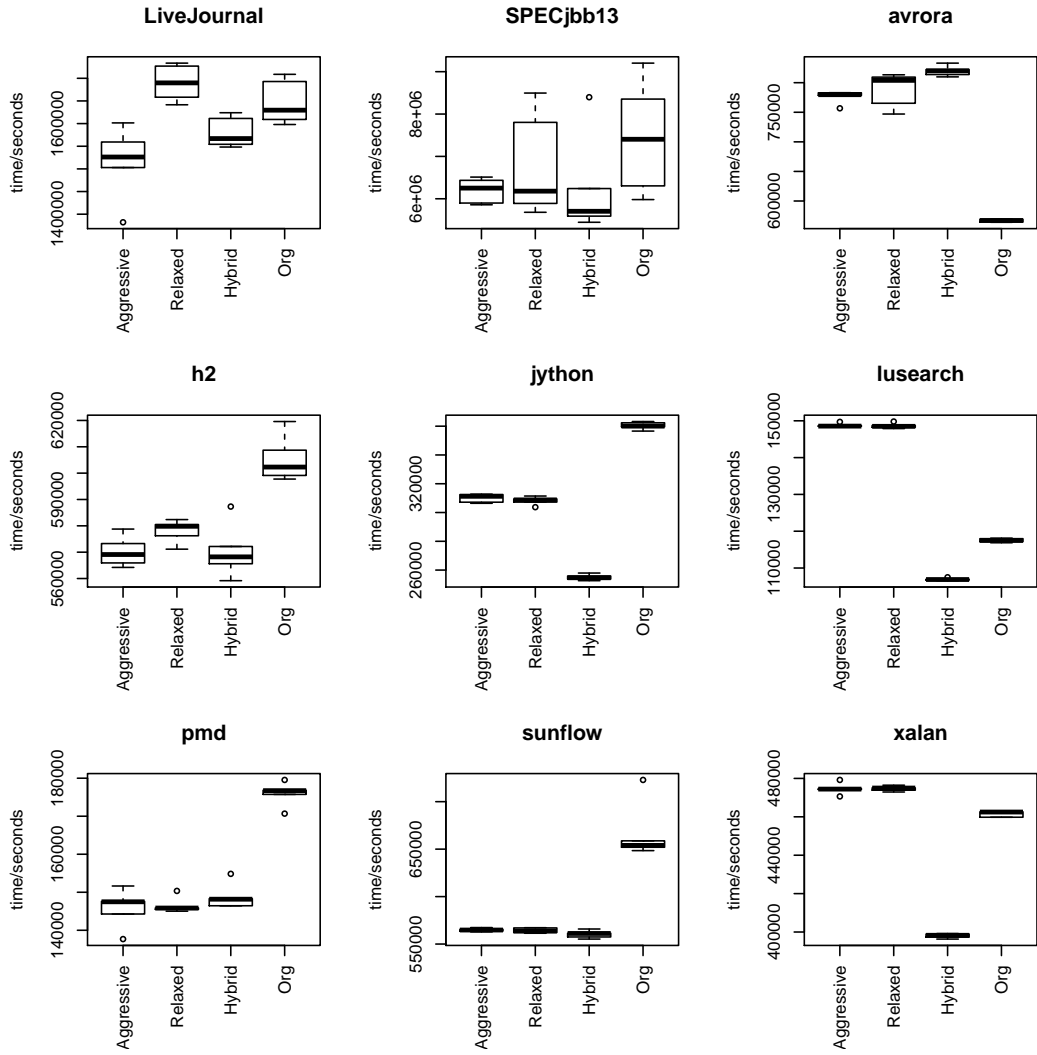 LiveJournal
SPECjbb13
avrora
time/seconds
1400000
1600000
Aggressive
Relaxed
Hybrid
Org
time/seconds
6e+06
8e+06
Aggressive
Relaxed
Hybrid
Org
time/seconds
600000
750000
Aggressive
Relaxed
Hybrid
Org
h2
jython
lusearch
time/seconds
560000
590000
620000
Aggressive
Relaxed
Hybrid
Org
time/seconds
260000
320000
Aggressive
Relaxed
Hybrid
Org
time/seconds
110000
130000
150000
Aggressive
Relaxed
Hybrid
Org
pmd
sunflow
xalan
time/seconds
140000
160000
180000
Aggressive
Relaxed
Hybrid
Org
time/seconds
550000
650000
Aggressive
Relaxed
Hybrid
Org
time/seconds
400000
440000
480000
Aggressive
Relaxed
Hybrid
Org